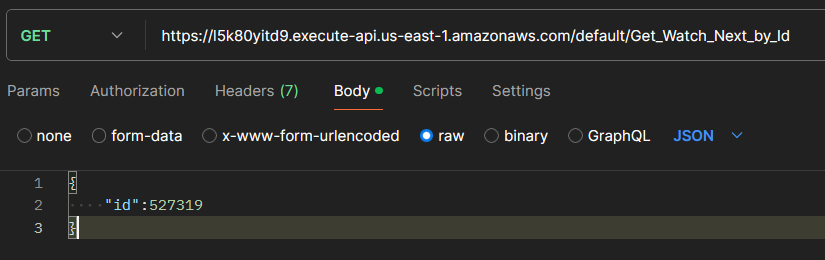 GET https://l5k80yitd9.execute-api.us-east-1.amazonaws.com/default/Get_Watch_Next_by_Id
Params Authorization Headers (7) Body Scripts Settings
none form-data x-www-form-urlencoded raw binary GraphQL JSON
1 {
2 "id":527319
3 }